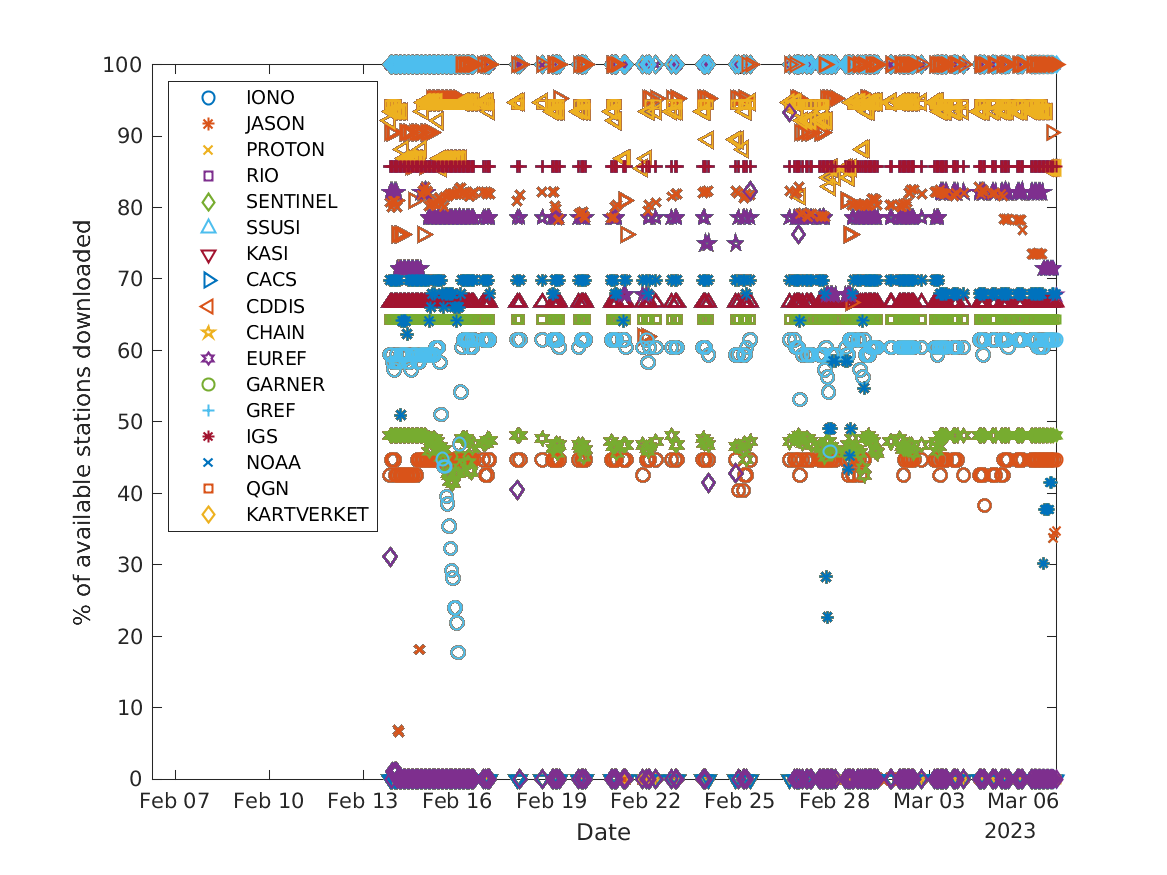 100
90
80
70
60
50
40
30
20
10
0
% of available stations downloaded
IONO
JASON
PROTON
RIO
SENTINEL
SSUSI
KASI
CACS
CDDIS
CHAIN
EUREF
GARNER
GREF
IGS
NOAA
QGN
KARTVERKET
Feb 07 Feb 10 Feb 13 Feb 16 Feb 19 Feb 22 Feb 25 Feb 28 Mar 03 Mar 06
Date
2023